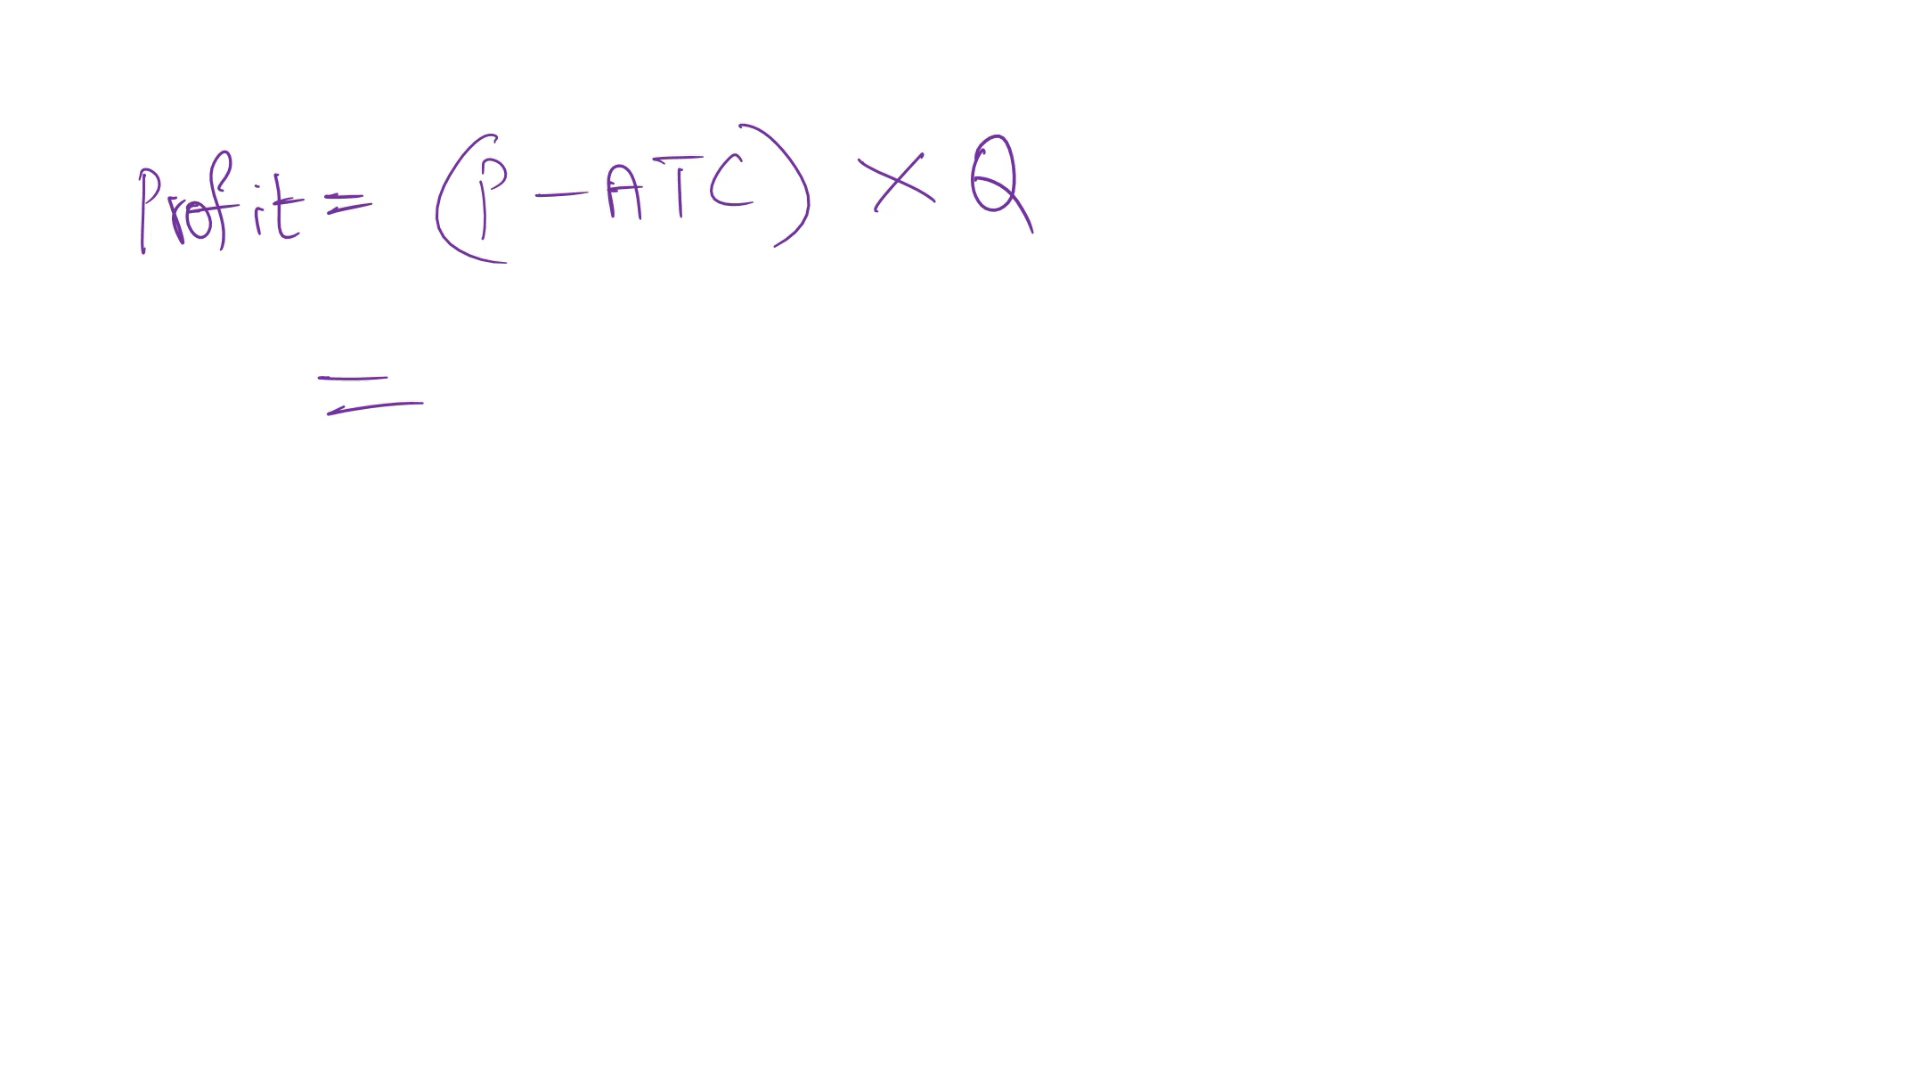 Profit = (P - ATC) × Q
=